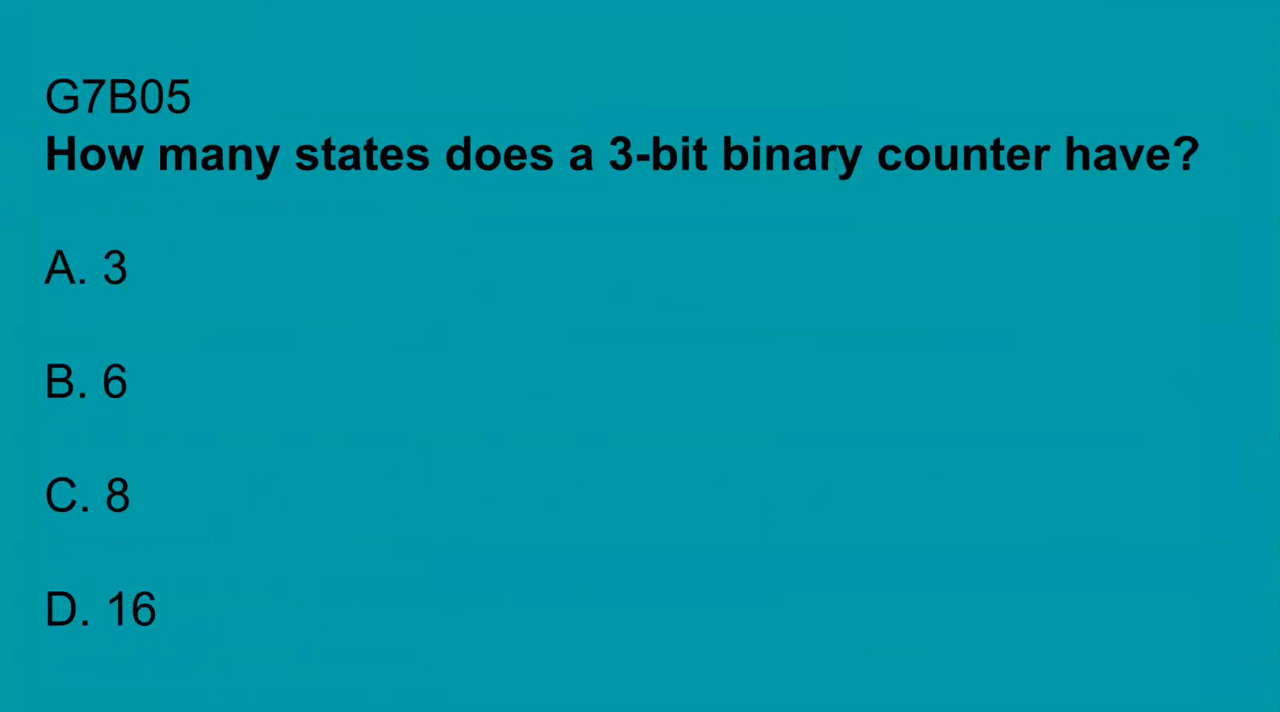 G7B05
How many states does a 3-bit binary counter have?
A. 3
B. 6
C. 8
D. 16